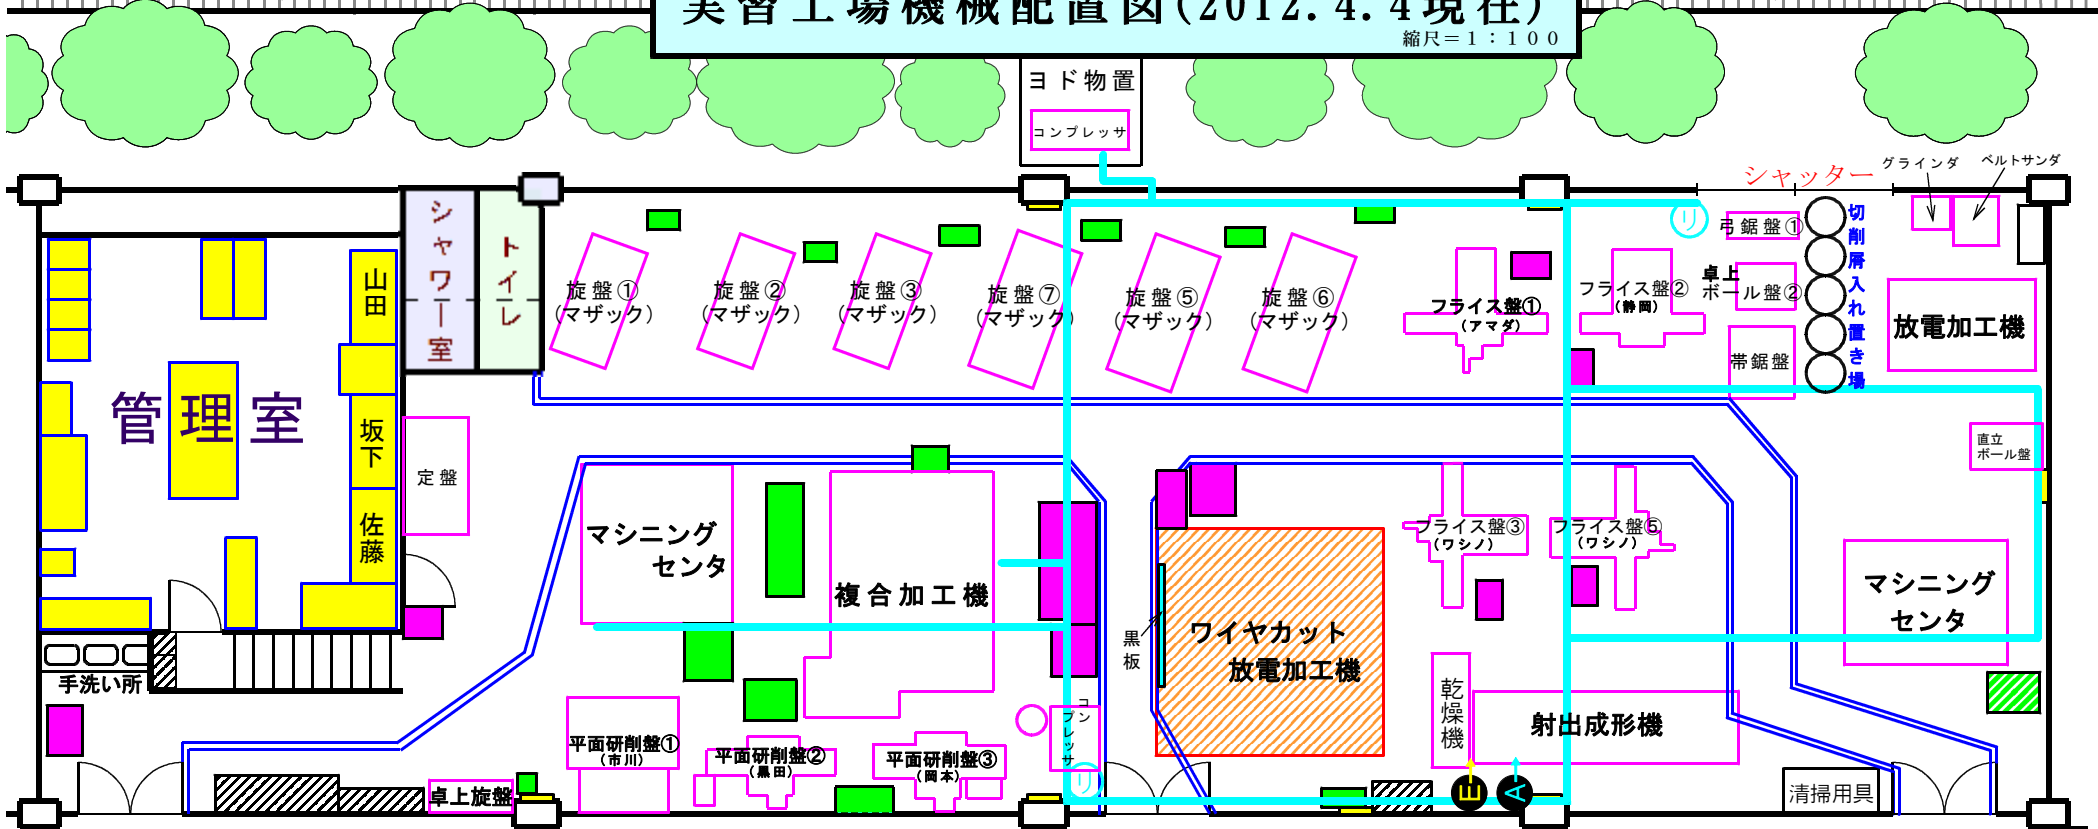 実習工場機械配置図(2012.4.4現在)
縮尺=1:100
ヨド物置
コンプレッサ
シャッター
グラインダ
ベルトサンダ
シャワー室
トイレ
山田
坂下
佐藤
管理室
定盤
手洗い所
旋盤①
(マザック)
旋盤②
(マザック)
旋盤③
(マザック)
旋盤⑦
(マザック)
旋盤⑤
(マザック)
旋盤⑥
(マザック)
フライス盤①
(アマダ)
フライス盤②
(静岡)
リ
弓鋸盤①
卓上
ボール盤②
帯鋸盤
切削屑入れ置き場
放電加工機
直立
ボール盤
マシニング
センタ
複合加工機
黒板
ワイヤカット
放電加工機
フライス盤③
(ワシノ)
フライス盤⑤
(ワシノ)
マシニング
センタ
乾燥機
射出成形機
平面研削盤①
(市川)
平面研削盤②
(黒田)
平面研削盤③
(岡本)
コンプレッサ
リ
卓上旋盤
E
A
清掃用具